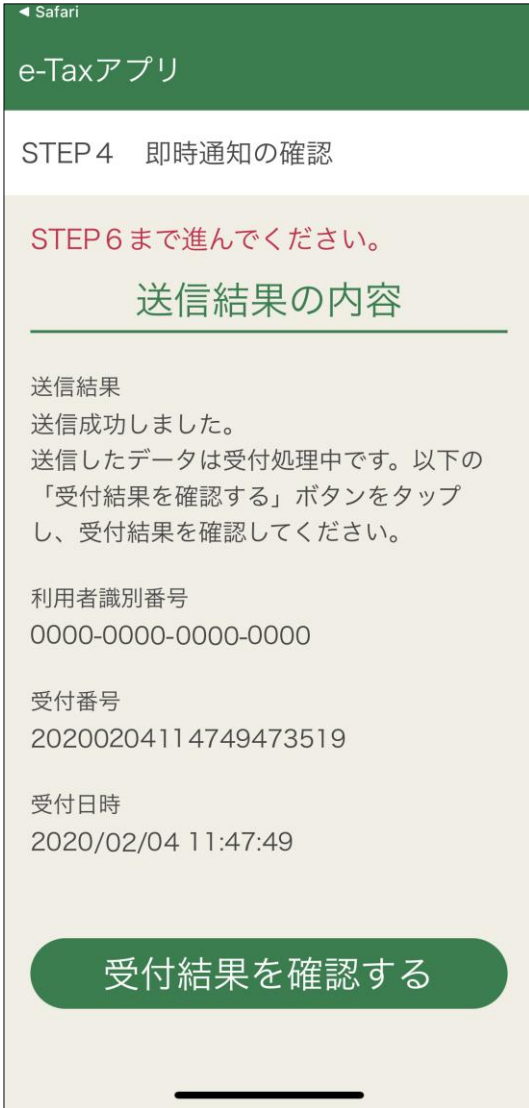 ◀ Safari
e-Taxアプリ
STEP４　即時通知の確認
STEP６まで進んでください。
送信結果の内容
送信結果
送信成功しました。
送信したデータは受付処理中です。以下の
「受付結果を確認する」ボタンをタップ
し、受付結果を確認してください。
利用者識別番号
0000-0000-0000-0000
受付番号
20200204114749473519
受付日時
2020/02/04 11:47:49
受付結果を確認する